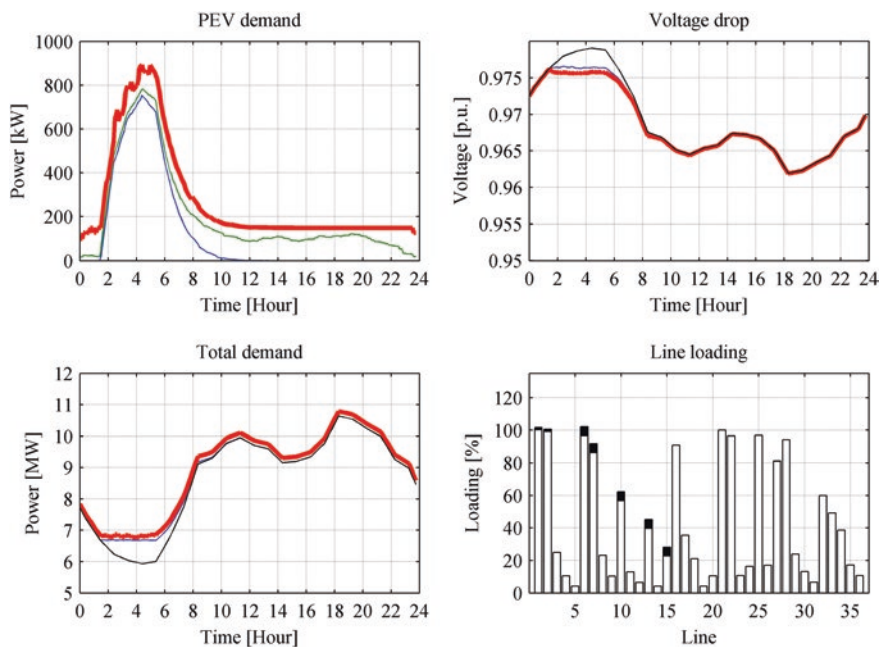 PEV demand
1000
800
600
400
200
0
Power [kW]
0 2 4 6 8 10 12 14 16 18 20 22 24
Time [Hour]
Voltage drop
0.975
0.97
0.965
0.96
0.955
0.95
Voltage [p.u.]
0 2 4 6 8 10 12 14 16 18 20 22 24
Time [Hour]
Total demand
12
11
10
9
8
7
6
5
Power [MW]
0 2 4 6 8 10 12 14 16 18 20 22 24
Time [Hour]
Line loading
120
100
80
60
40
20
0
Loading [%]
5 10 15 20 25 30 35
Line